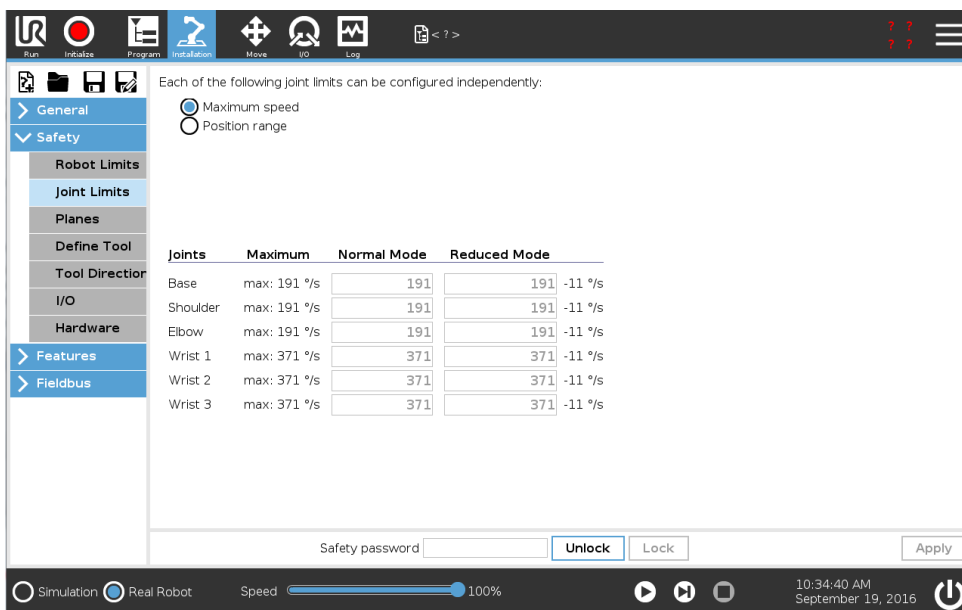 UR
< ? >
? ?
? ?
Run Initialize Program Installation Move I/O Log
Each of the following joint limits can be configured independently:
Maximum speed
Position range
General
Safety
Robot Limits
Joint Limits
Planes
Define Tool
Tool Direction
I/O
Hardware
Features
Fieldbus
Joints Maximum Normal Mode Reduced Mode
Base max: 191 °/s 191 191 -11 °/s
Shoulder max: 191 °/s 191 191 -11 °/s
Elbow max: 191 °/s 191 191 -11 °/s
Wrist 1 max: 371 °/s 371 371 -11 °/s
Wrist 2 max: 371 °/s 371 371 -11 °/s
Wrist 3 max: 371 °/s 371 371 -11 °/s
Safety password Unlock Lock Apply
Simulation Real Robot Speed 100% 10:34:40 AM
September 19, 2016